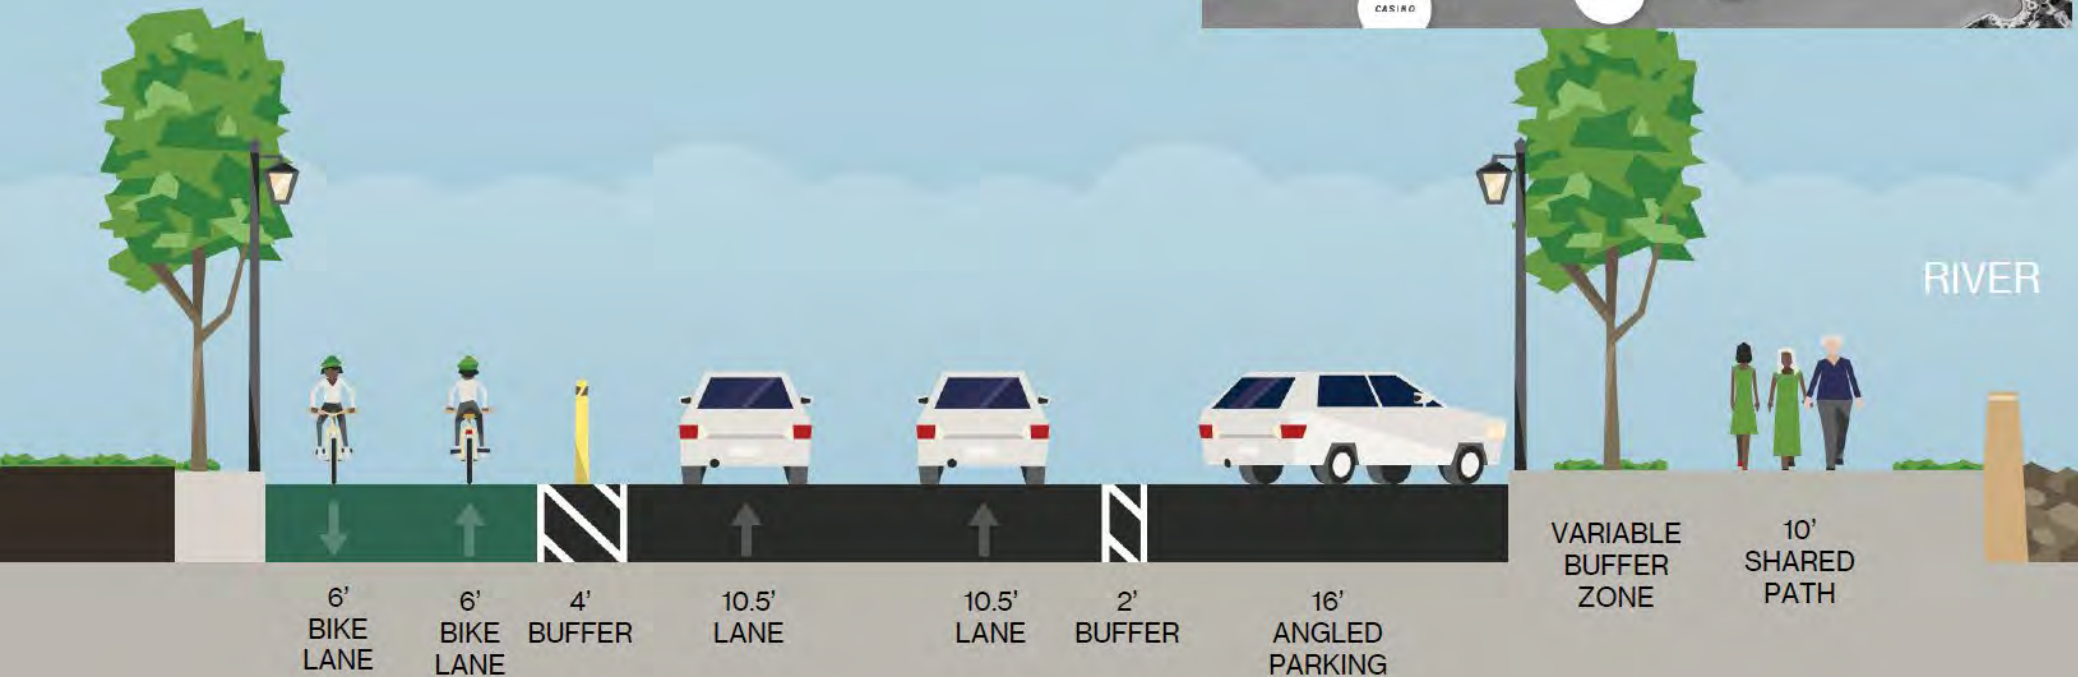 CASINO
RIVER
6'
BIKE
LANE
6'
BIKE
LANE
4'
BUFFER
10.5'
LANE
10.5'
LANE
2'
BUFFER
16'
ANGLED
PARKING
VARIABLE
BUFFER
ZONE
10'
SHARED
PATH